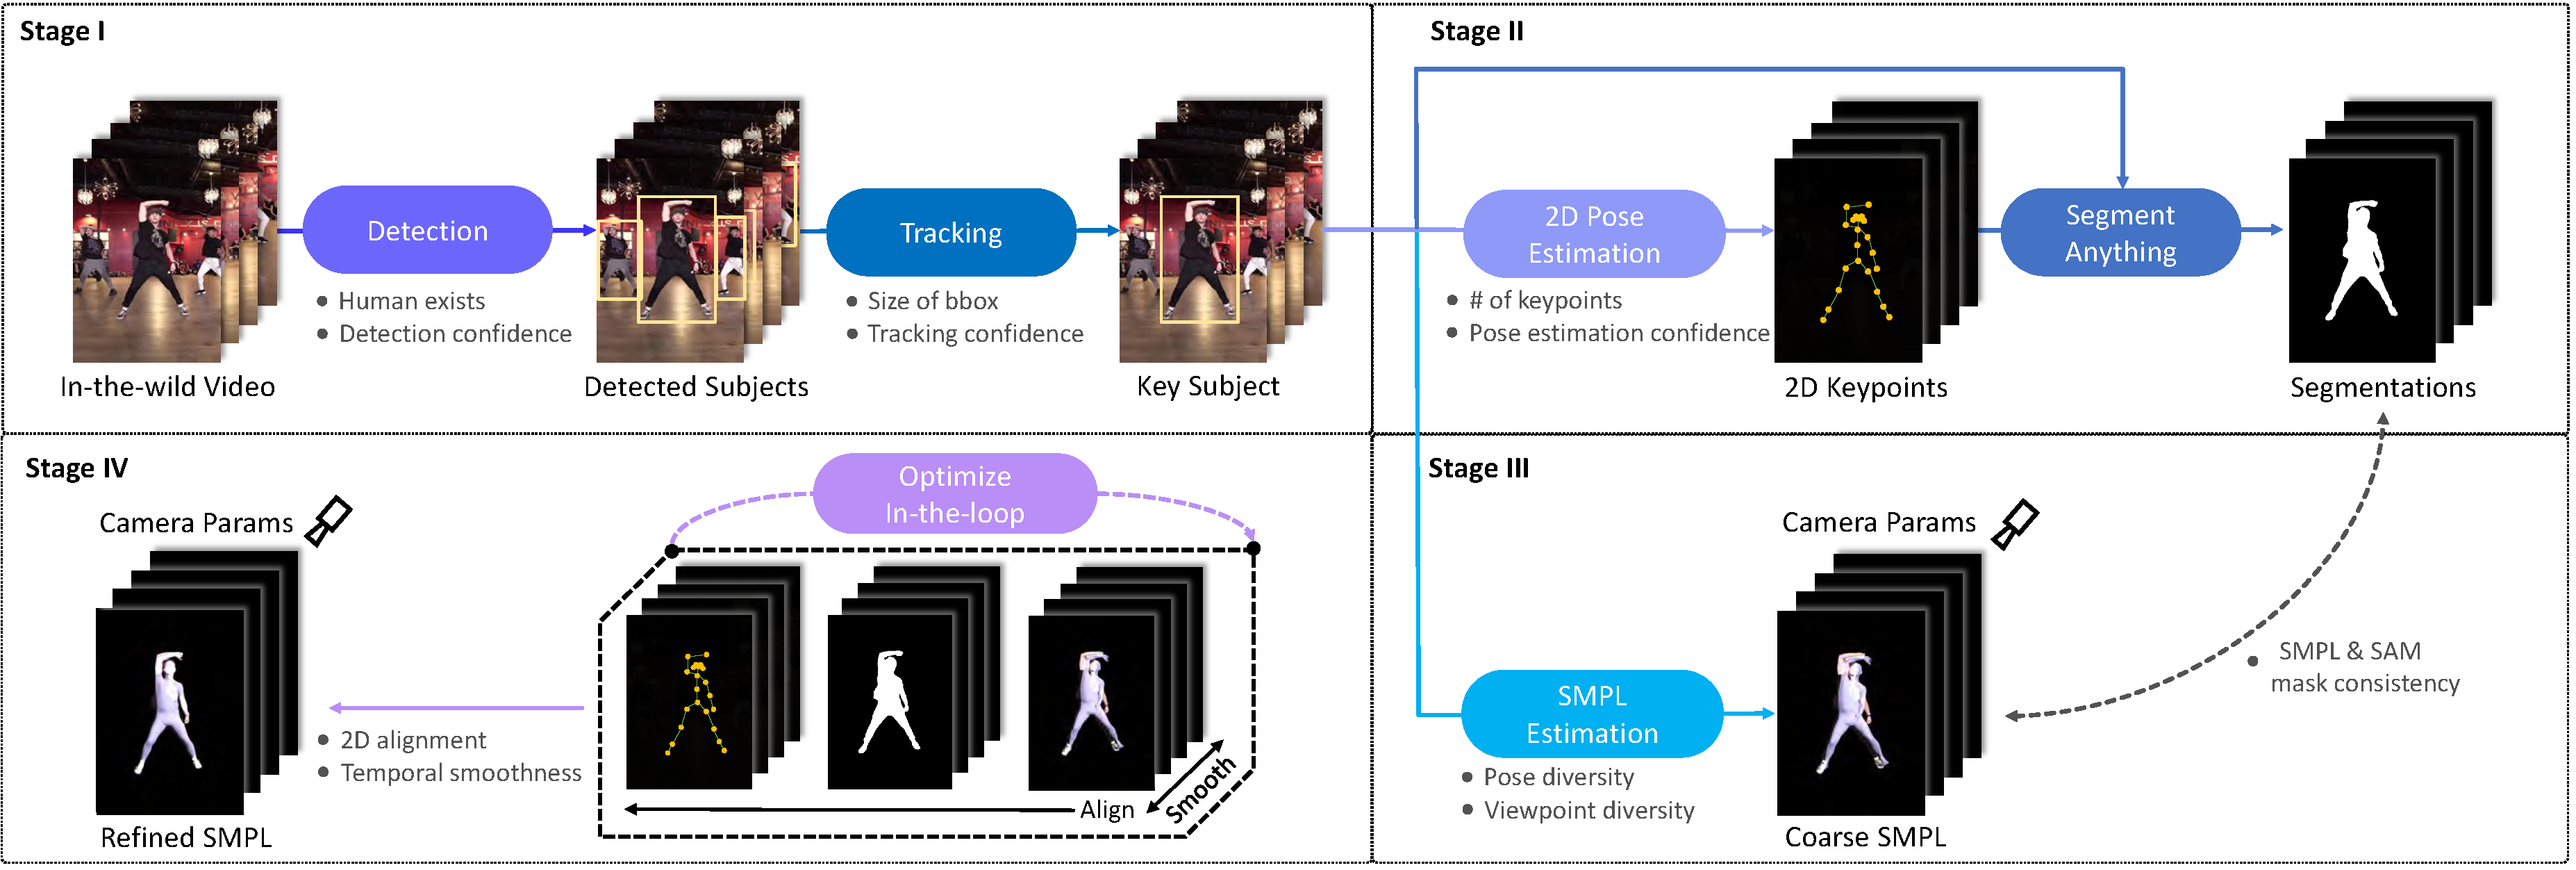 Stage I
Detection
Tracking
• Human exists
• Detection confidence
• Size of bbox
• Tracking confidence
In-the-wild Video
Detected Subjects
Key Subject
Stage II
2D Pose
Estimation
Segment
Anything
• # of keypoints
• Pose estimation confidence
2D Keypoints
Segmentations
Stage III
Camera Params
SMPL
Estimation
• Pose diversity
• Viewpoint diversity
Coarse SMPL
• SMPL & SAM
mask consistency
Stage IV
Optimize
In-the-loop
Camera Params
• 2D alignment
• Temporal smoothness
Align
Smooth
Refined SMPL